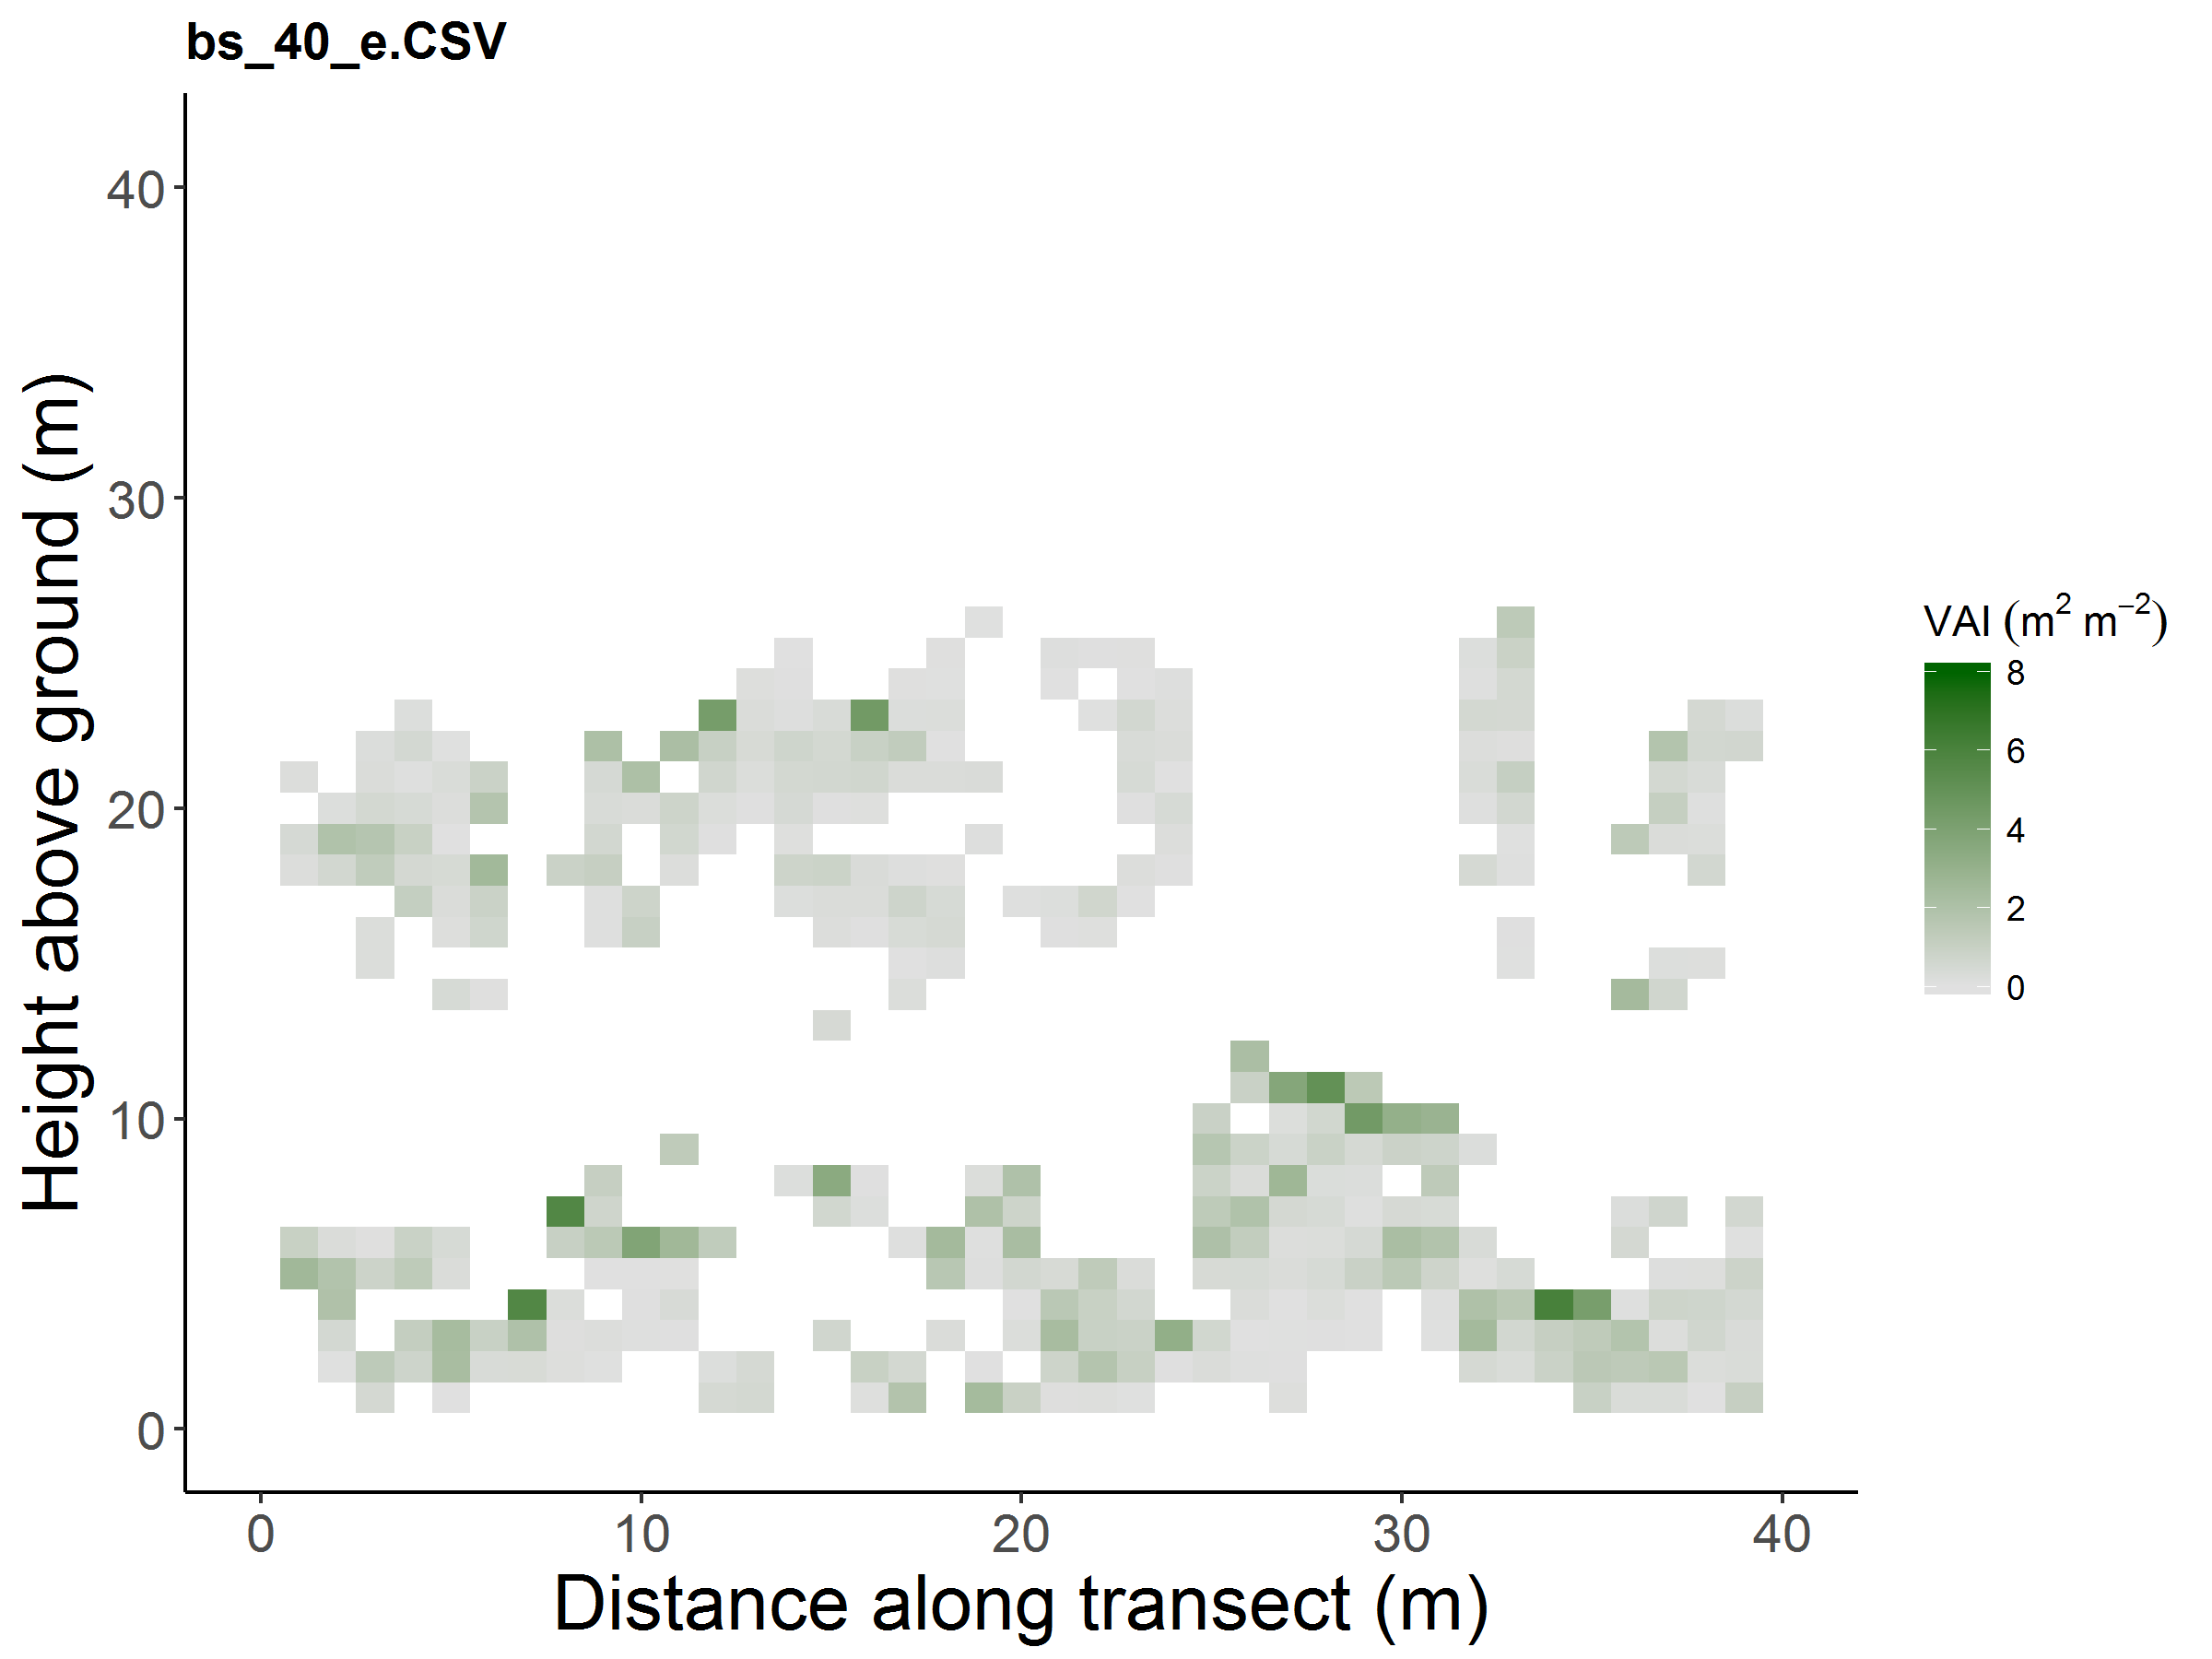 bs_40_e.CSV
Height above ground (m)
40
30
20
10
0
0 10 20 30 40
Distance along transect (m)
VAI (m² m⁻²)
8
6
4
2
0